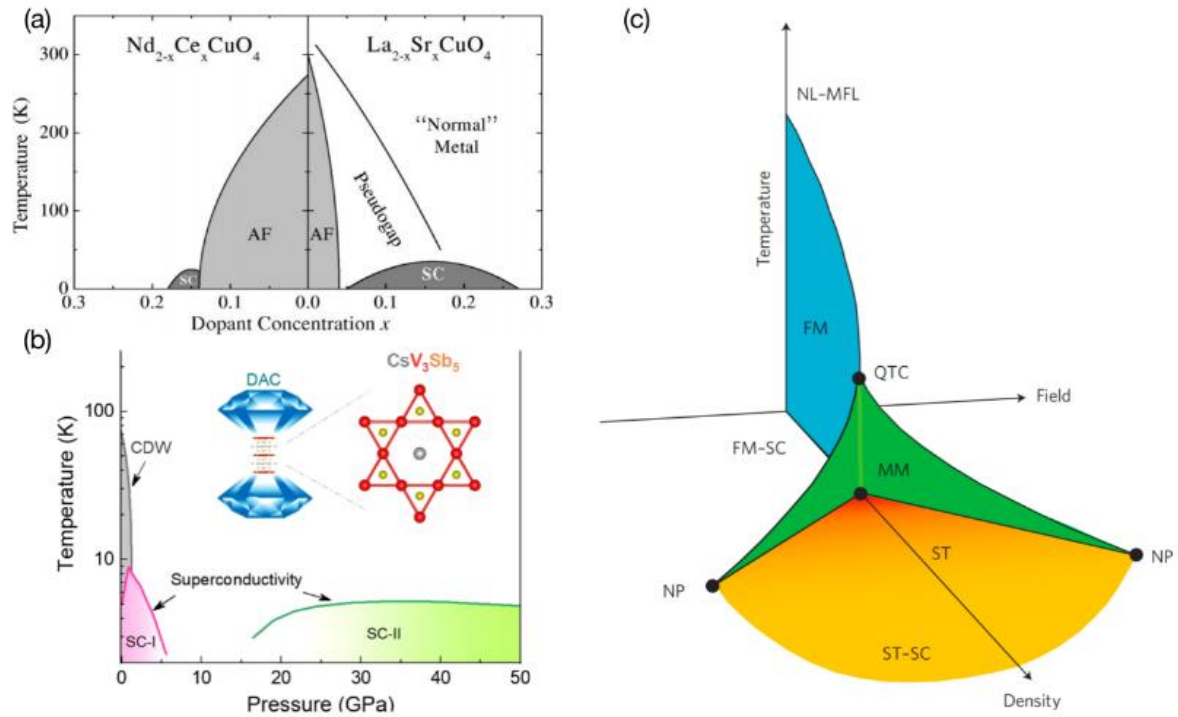 (a)
Nd2-xCexCuO4
La2-xSrxCuO4
300
200
100
0
Temperature (K)
"Normal"
Metal
Pseudogap
AF
AF
SC
SC
0.3
0.2
0.1
0.0
0.1
0.2
0.3
Dopant Concentration x
(b)
DAC
CsV3Sb5
100
10
Temperature (K)
CDW
Superconductivity
SC-I
SC-II
0
10
20
30
40
50
Pressure (GPa)
(c)
NL-MFL
Temperature
FM
QTC
Field
FM-SC
MM
ST
NP
NP
ST-SC
Density